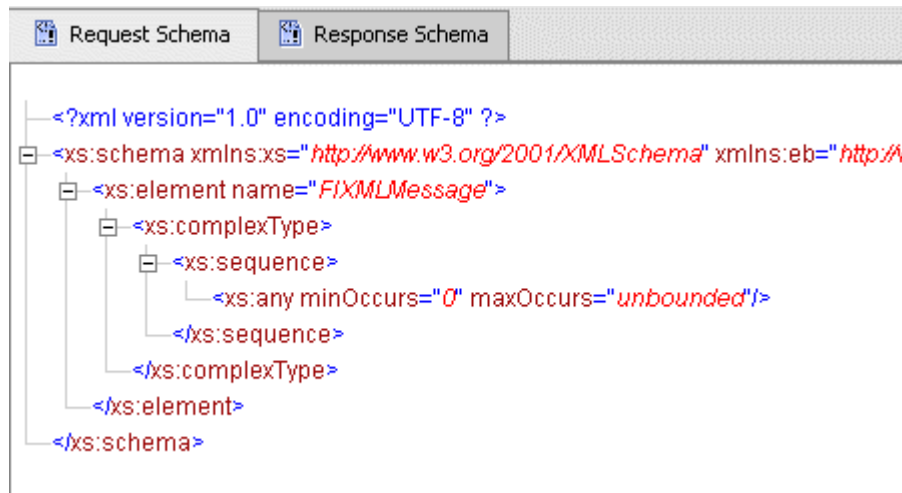 Request Schema Response Schema
<?xml version="1.0" encoding="UTF-8" ?>
<xs:schema xmlns:xs="http://www.w3.org/2001/XMLSchema" xmlns:eb="http://
<xs:element name="FIXMLMessage">
<xs:complexType>
<xs:sequence>
<xs:any minOccurs="0" maxOccurs="unbounded"/>
</xs:sequence>
</xs:complexType>
</xs:element>
</xs:schema>